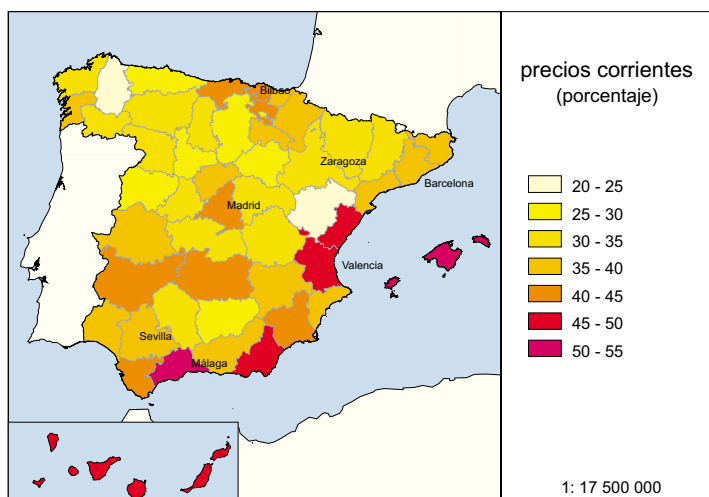 precios corrientes
(porcentaje)
20 - 25
25 - 30
30 - 35
35 - 40
40 - 45
45 - 50
50 - 55
1: 17 500 000
Bilbao
Zaragoza
Barcelona
Madrid
Valencia
Sevilla
Málaga